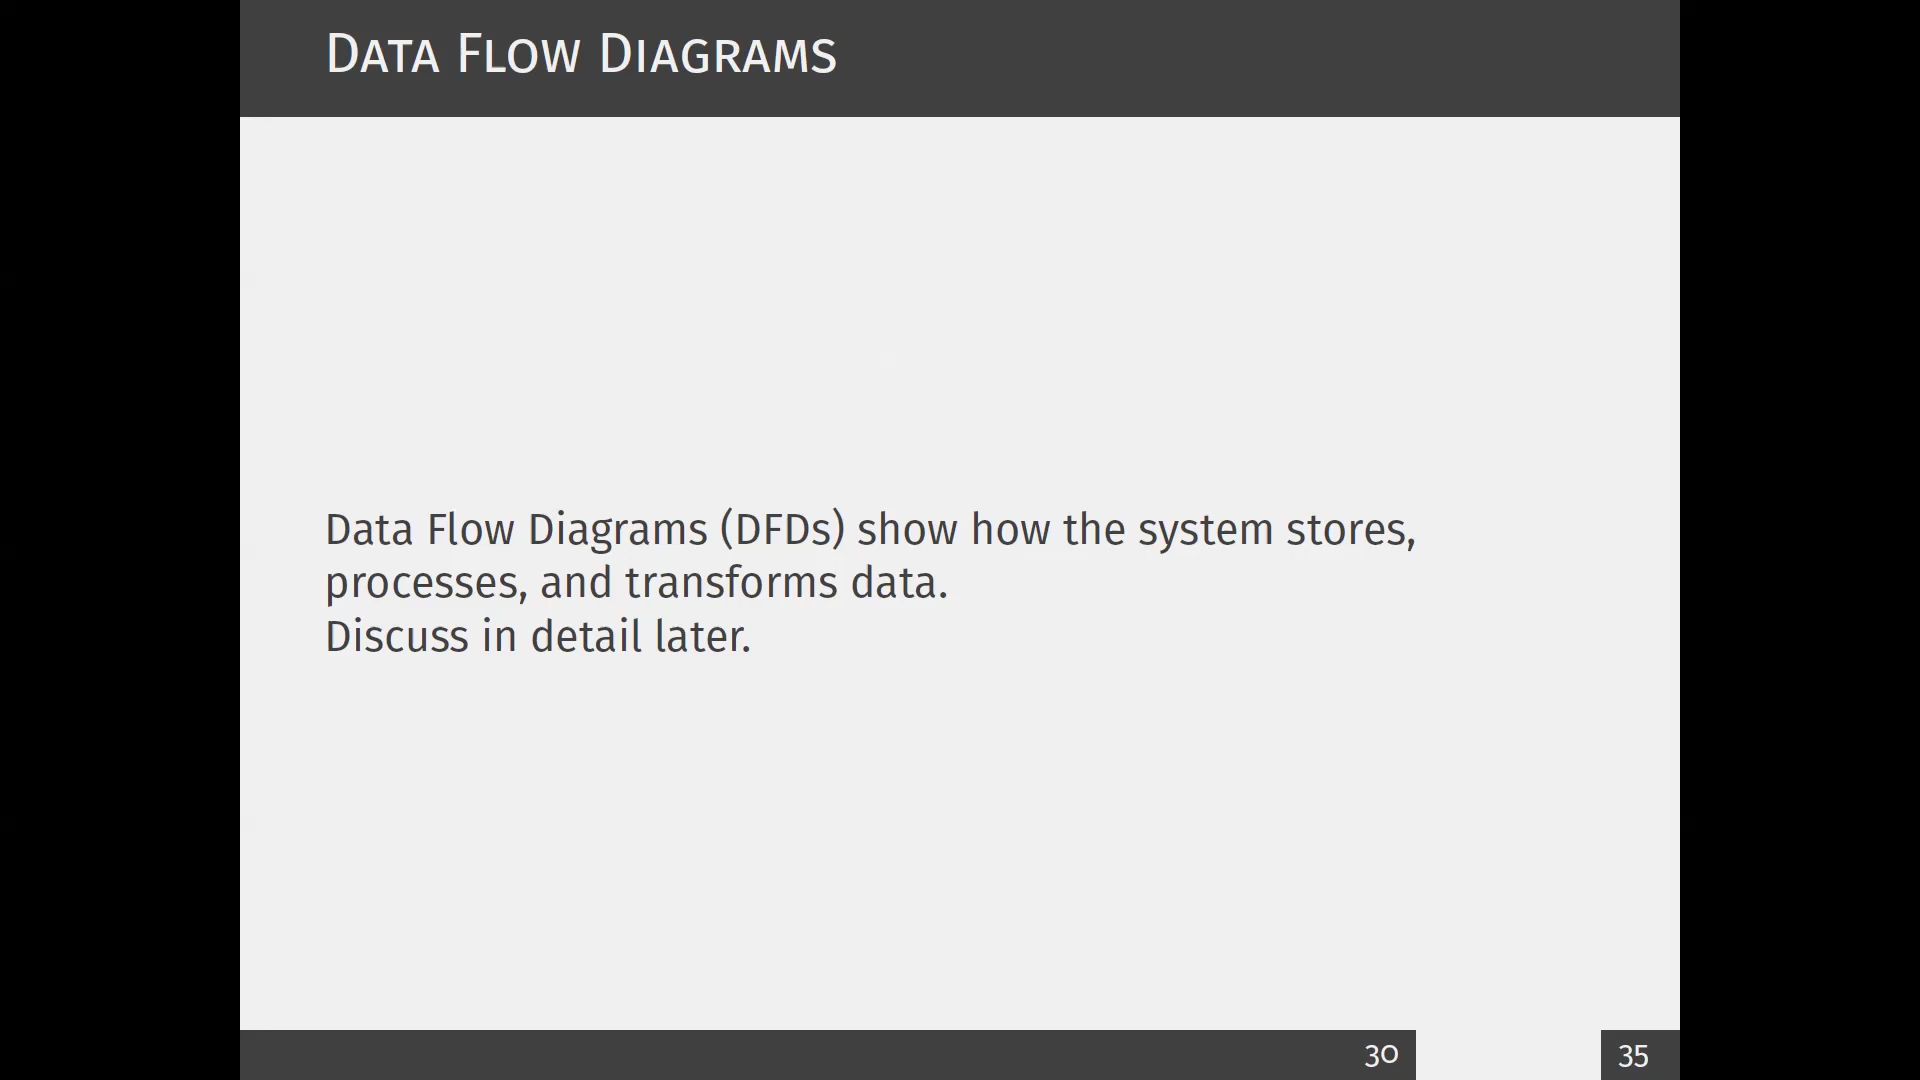 Data Flow Diagrams
Data Flow Diagrams (DFDs) show how the system stores,
processes, and transforms data.
Discuss in detail later.
30
35